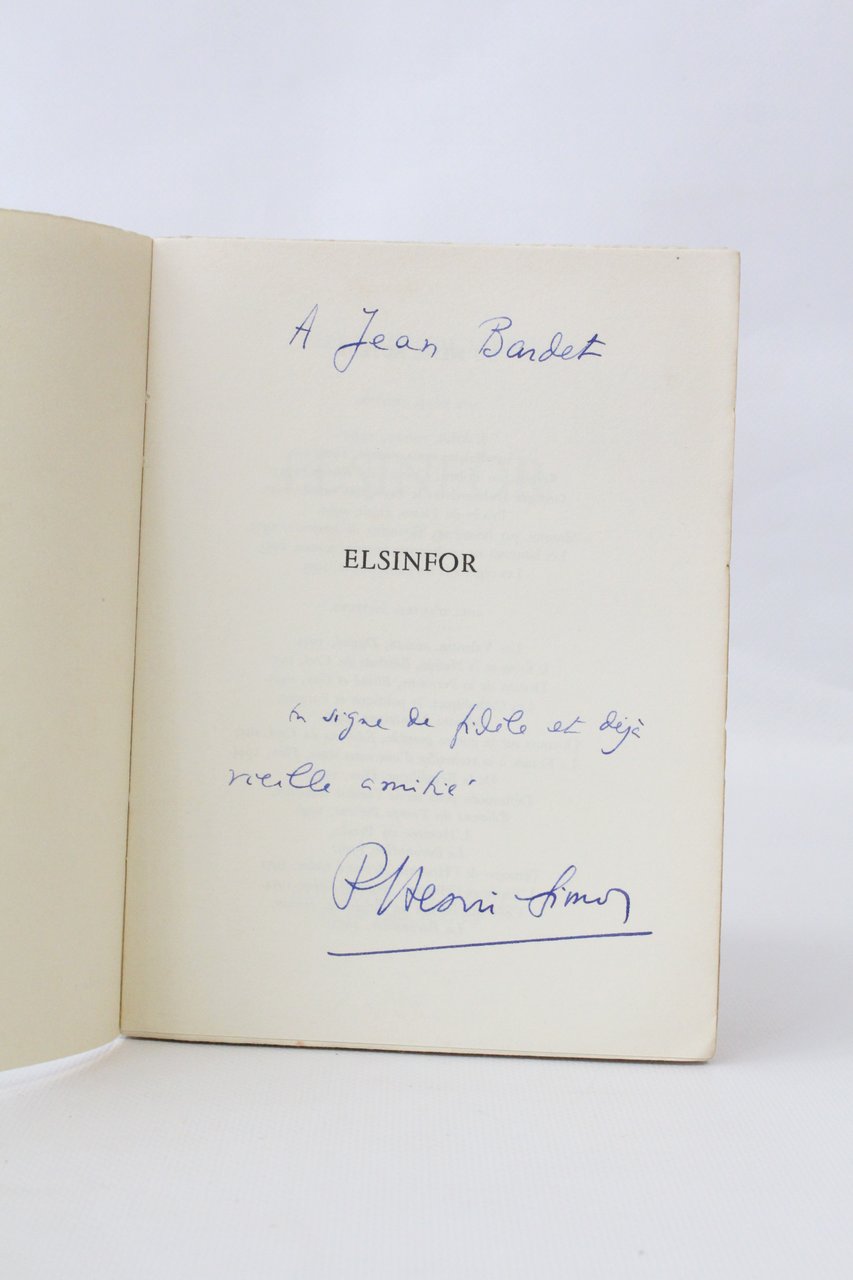 A Jean Bardet
ELSINFOR
en signe de fidèle et déjà
vieille amitié
P Henri Simon